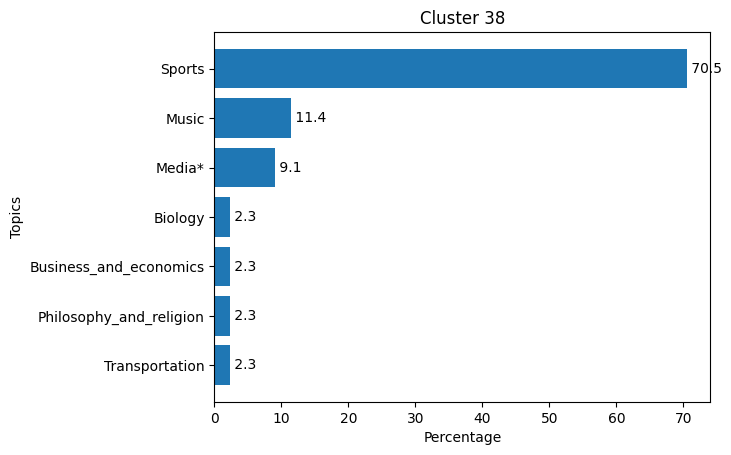 Cluster 38
Topics
Sports 70.5
Music 11.4
Media* 9.1
Biology 2.3
Business_and_economics 2.3
Philosophy_and_religion 2.3
Transportation 2.3
0 10 20 30 40 50 60 70
Percentage